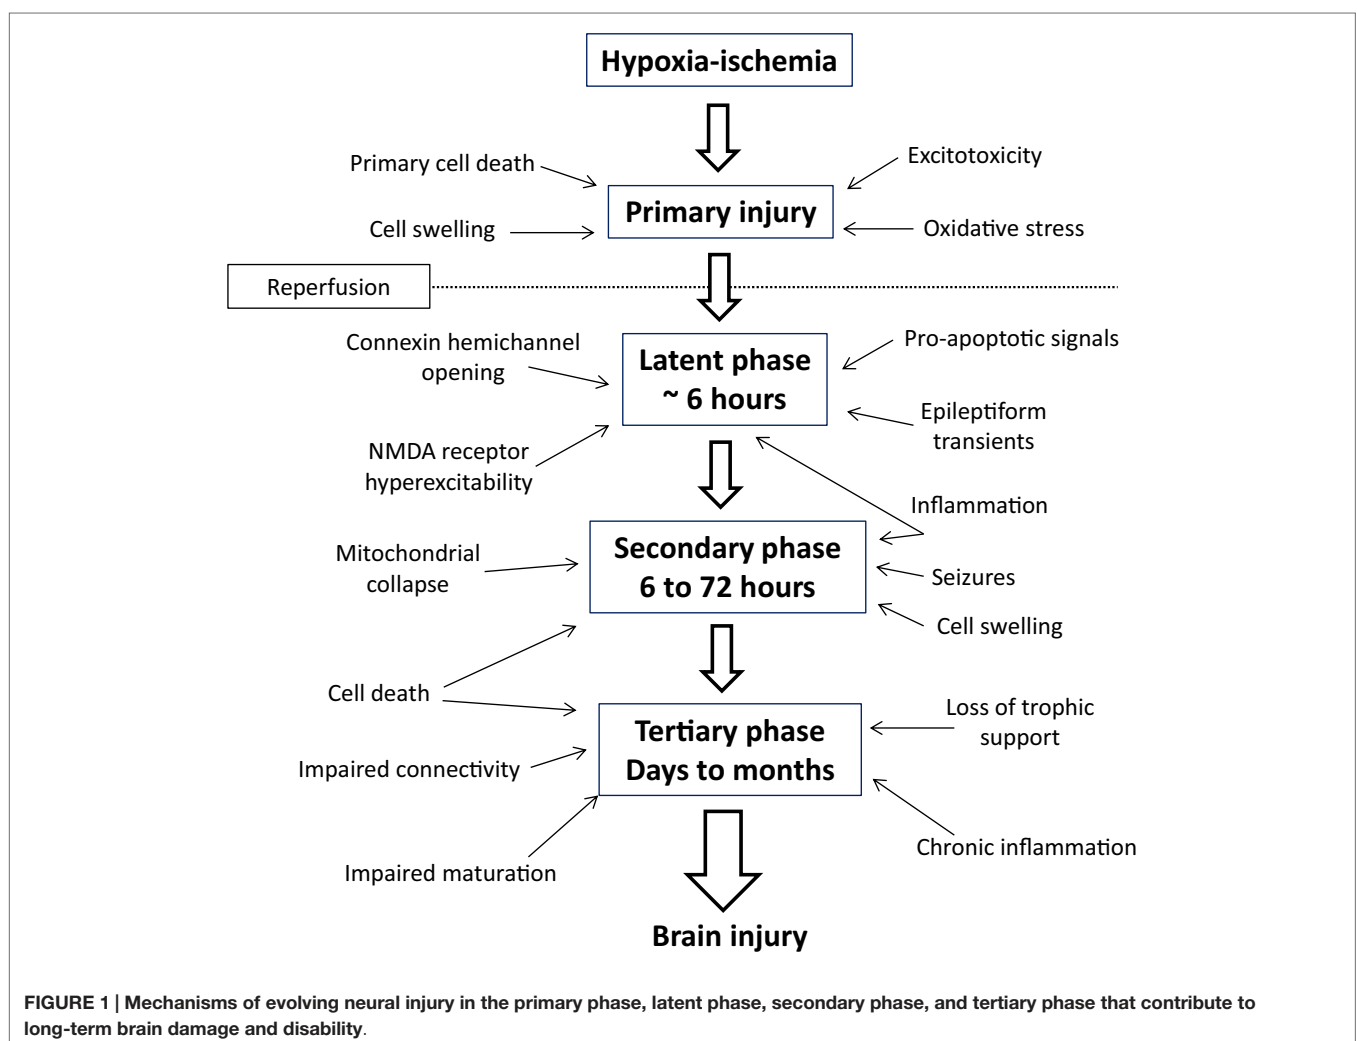 Hypoxia-ischemia
Primary cell death
Excitotoxicity
Primary injury
Cell swelling
Oxidative stress
Reperfusion
Connexin hemichannel
opening
Pro-apoptotic signals
Latent phase
~ 6 hours
Epileptiform
transients
NMDA receptor
hyperexcitability
Inflammation
Mitochondrial
collapse
Secondary phase
6 to 72 hours
Seizures
Cell swelling
Cell death
Loss of trophic
support
Tertiary phase
Days to months
Impaired connectivity
Chronic inflammation
Impaired maturation
Brain injury
FIGURE 1 | Mechanisms of evolving neural injury in the primary phase, latent phase, secondary phase, and tertiary phase that contribute to
long-term brain damage and disability.